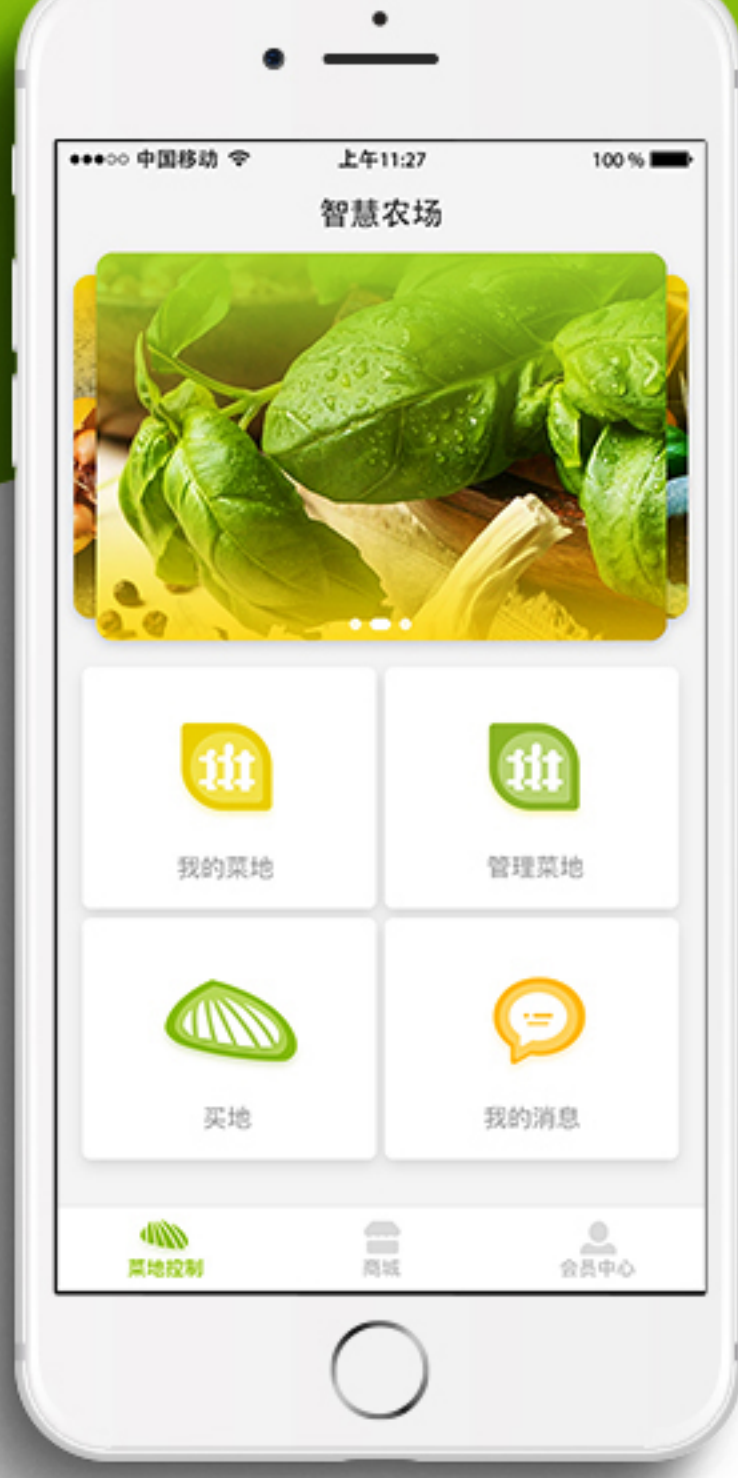 中国移动 上午11:27 100%
智慧农场
我的菜地 管理菜地
买地 我的消息
菜地控制 商城 会员中心